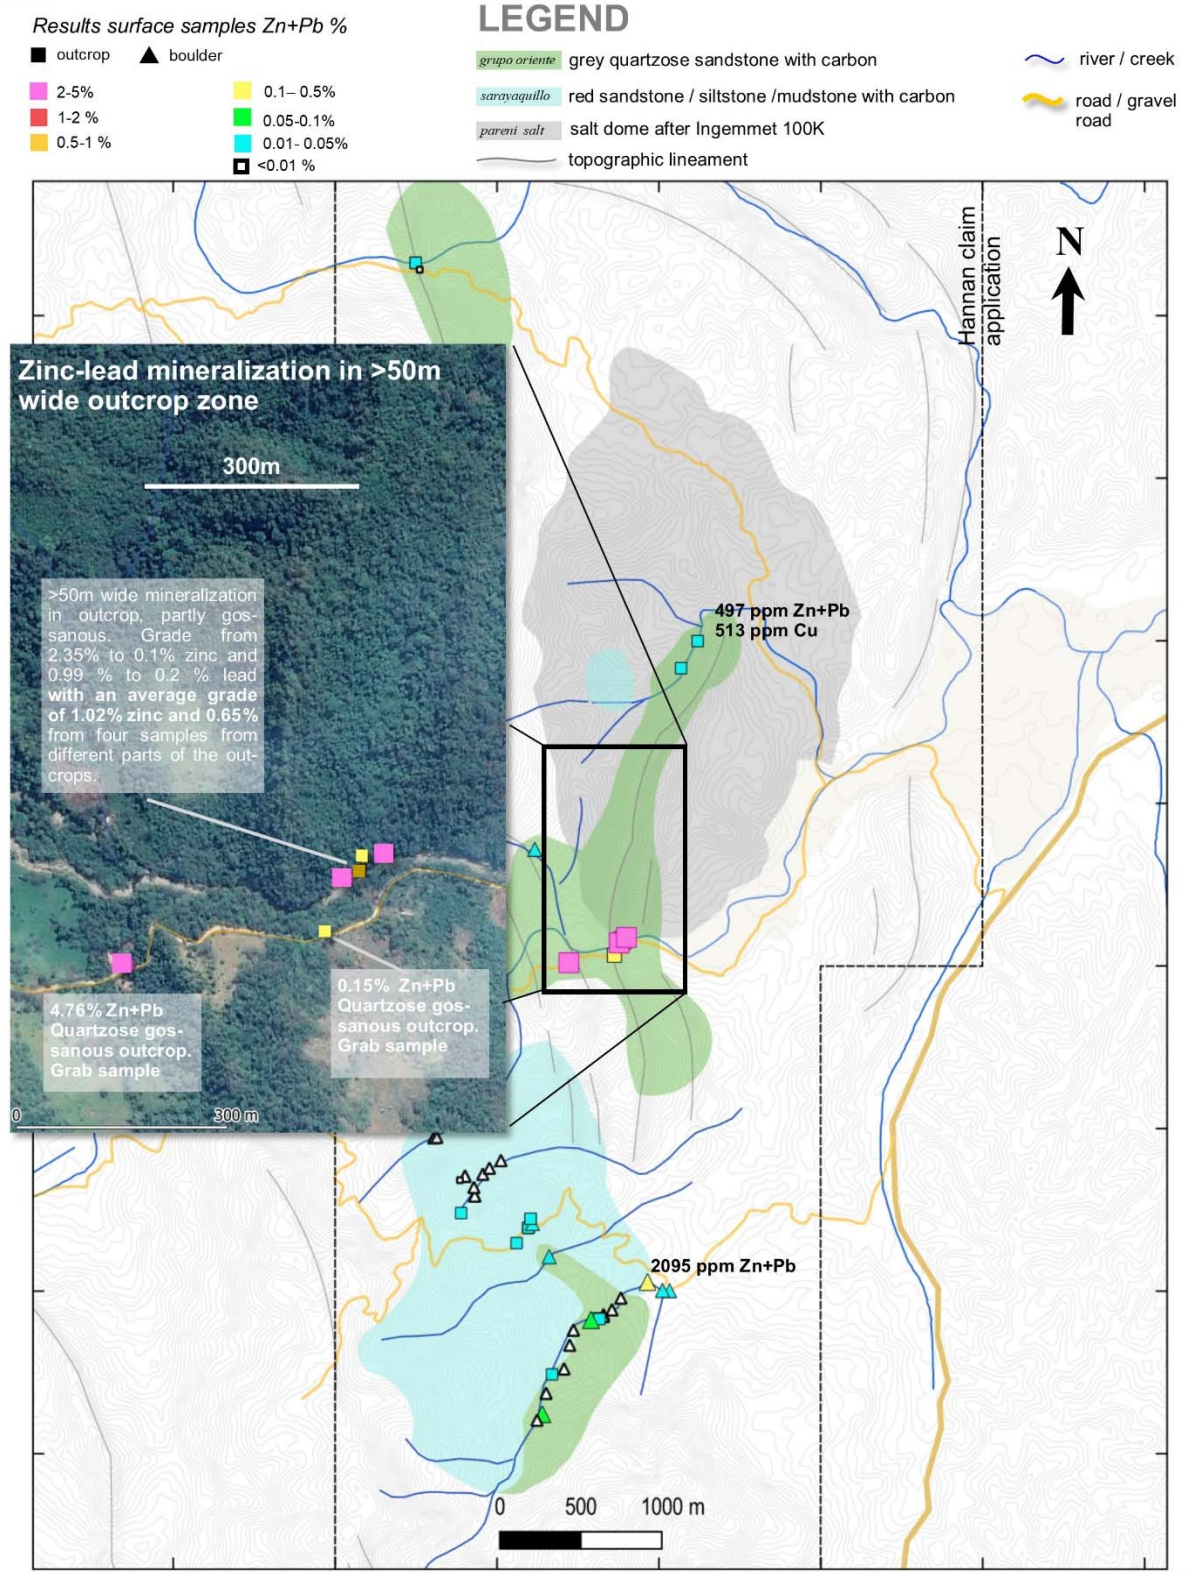 Results surface samples Zn+Pb %
outcrop
boulder
2-5%
1-2 %
0.5-1 %
0.1– 0.5%
0.05-0.1%
0.01- 0.05%
<0.01 %
LEGEND
grupo oriente grey quartzose sandstone with carbon
sarayaquillo red sandstone / siltstone /mudstone with carbon
pareni salt salt dome after Ingemmet 100K
topographic lineament
river / creek
road / gravel
road
Hannan claim
application
N
Zinc-lead mineralization in >50m
wide outcrop zone
300m
>50m wide mineralization
in outcrop, partly gos-
sanous. Grade from
2.35% to 0.1% zinc and
0.99 % to 0.2 % lead
with an average grade
of 1.02% zinc and 0.65%
from four samples from
different parts of the out-
crops.
4.76% Zn+Pb
Quartzose gos-
sanous outcrop.
Grab sample
0.15% Zn+Pb
Quartzose gos-
sanous outcrop.
Grab sample
0 300 m
497 ppm Zn+Pb
513 ppm Cu
2095 ppm Zn+Pb
0 500 1000 m